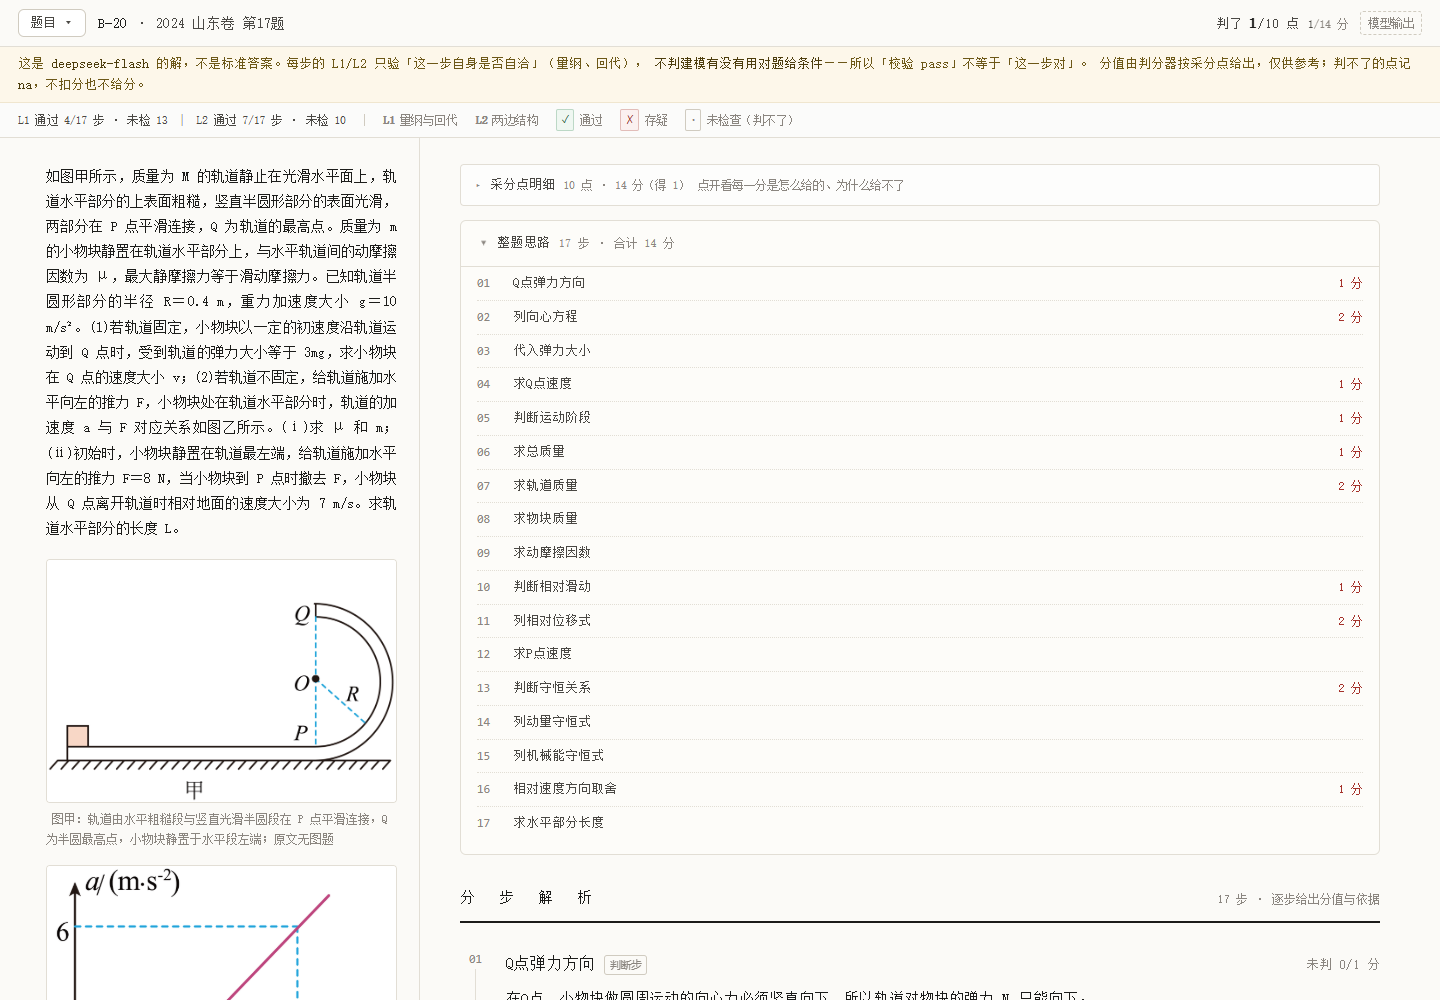 题目 ▾ B-20 · 2024 山东卷 第17题
判了 1/10 点 1/14 分 模型输出
这是 deepseek-flash 的解，不是标准答案。每步的 L1/L2 只验「这一步自身是否自洽」（量纲、回代）， 不判建模有没有用对题给条件——所以「校验 pass」不等于「这一步对」。 分值由判分器按采分点给出，仅供参考；判不了的点记
na，不扣分也不给分。
L1 通过 4/17 步 · 未检 13 | L2 通过 7/17 步 · 未检 10 | L1 量纲与回代 L2 两边结构 ✓ 通过 ✗ 存疑 · 未检查（判不了）
如图甲所示，质量为 M 的轨道静止在光滑水平面上，轨
道水平部分的上表面粗糙，竖直半圆形部分的表面光滑，
两部分在 P 点平滑连接，Q 为轨道的最高点。质量为 m
的小物块静置在轨道水平部分上，与水平轨道间的动摩擦
因数为 μ，最大静摩擦力等于滑动摩擦力。已知轨道半
圆形部分的半径 R＝0.4 m，重力加速度大小 g＝10
m/s²。(1)若轨道固定，小物块以一定的初速度沿轨道运
动到 Q 点时，受到轨道的弹力大小等于 3mg，求小物块
在 Q 点的速度大小 v；(2)若轨道不固定，给轨道施加水
平向左的推力 F，小物块处在轨道水平部分时，轨道的加
速度 a 与 F 对应关系如图乙所示。(ⅰ)求 μ 和 m；
(ⅱ)初始时，小物块静置在轨道最左端，给轨道施加水平
向左的推力 F＝8 N，当小物块到 P 点时撤去 F，小物块
从 Q 点离开轨道时相对地面的速度大小为 7 m/s。求轨
道水平部分的长度 L。
Q
O
R
P
甲
图甲：轨道由水平粗糙段与竖直光滑半圆段在 P 点平滑连接，Q
为半圆最高点，小物块静置于水平段左端；原文无图题
a/(m·s⁻²)
6
▸ 采分点明细 10 点 · 14 分（得 1） 点开看每一分是怎么给的、为什么给不了
▾ 整题思路 17 步 · 合计 14 分
01 Q点弹力方向 1 分
02 列向心方程 2 分
03 代入弹力大小
04 求Q点速度 1 分
05 判断运动阶段 1 分
06 求总质量 1 分
07 求轨道质量 2 分
08 求物块质量
09 求动摩擦因数
10 判断相对滑动 1 分
11 列相对位移式 2 分
12 求P点速度
13 判断守恒关系 2 分
14 列动量守恒式
15 列机械能守恒式
16 相对速度方向取舍 1 分
17 求水平部分长度
分步解析 17 步 · 逐步给出分值与依据
01 Q点弹力方向 判断步 未判 0/1 分
在Q点，小物块做圆周运动的向心力必须竖直向下，所以轨道对物块的弹力 N 只能向下，